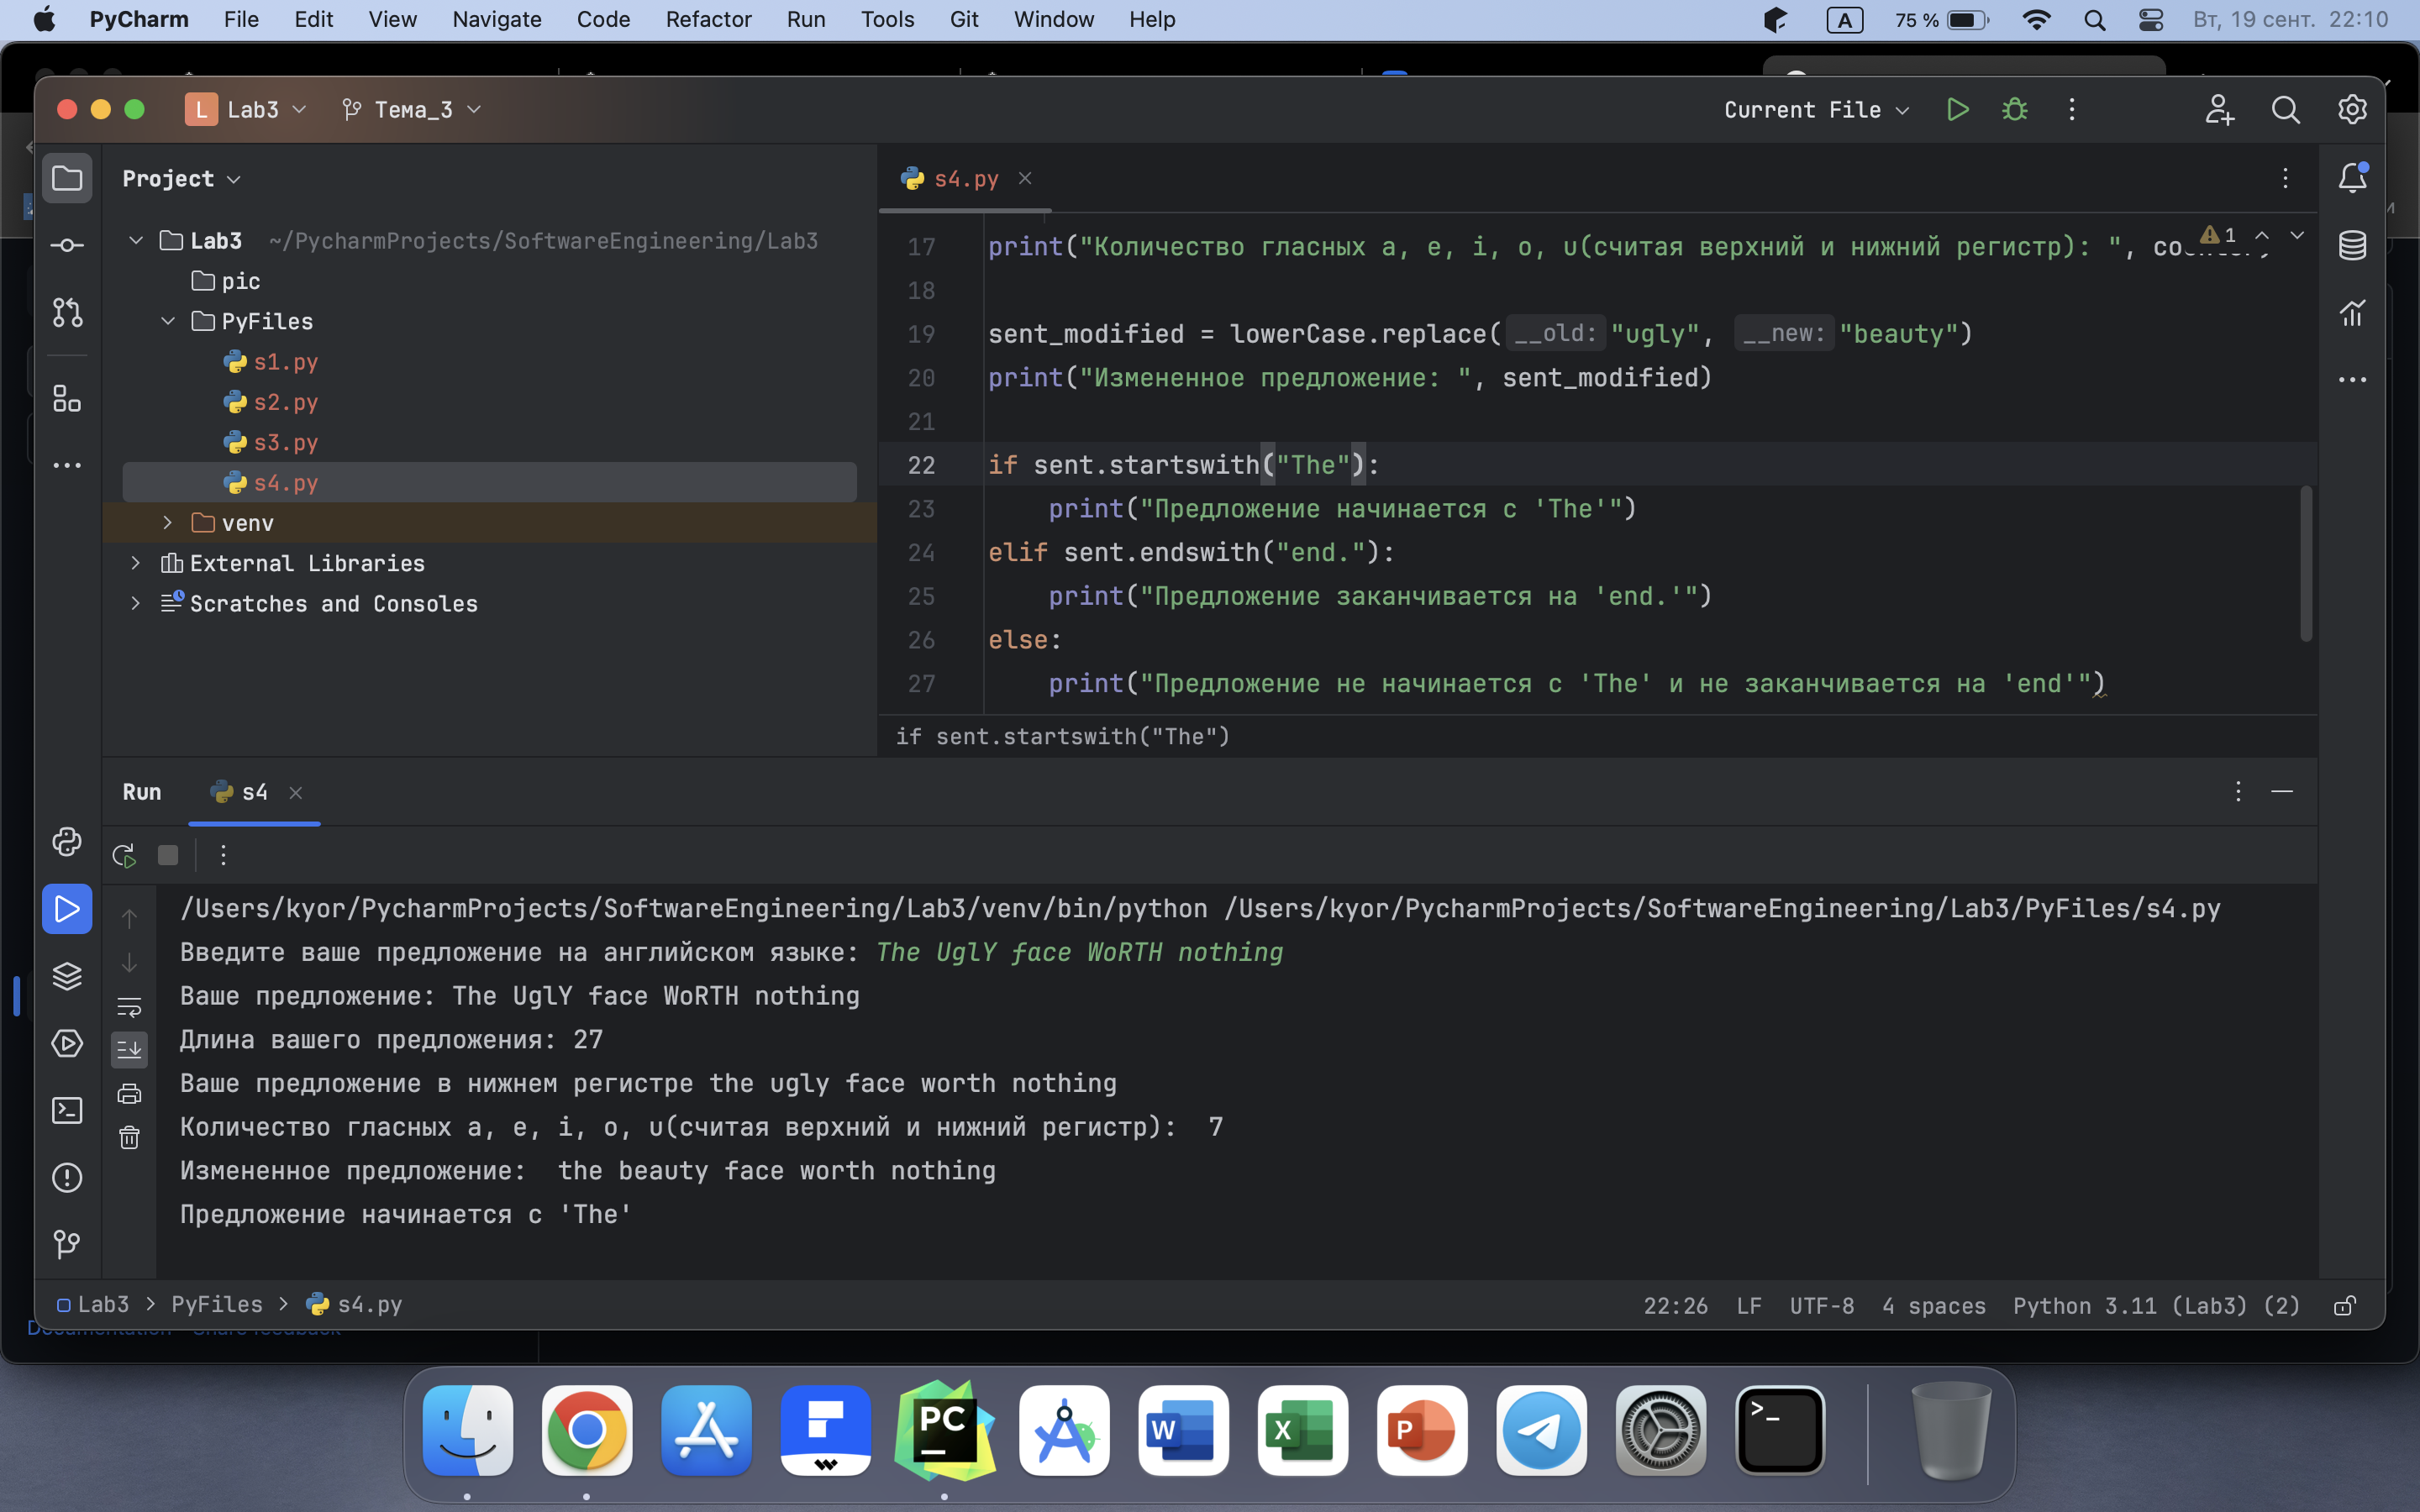 PyCharm File Edit View Navigate Code Refactor Run Tools Git Window Help A 75 % Вт, 19 сент. 22:10
L Lab3 Тема_3 Current File
Project
Lab3 ~/PycharmProjects/SoftwareEngineering/Lab3
pic
PyFiles
s1.py
s2.py
s3.py
s4.py
venv
External Libraries
Scratches and Consoles
s4.py
1
17 print("Количество гласных a, e, i, o, u(считая верхний и нижний регистр): ",
18
19 sent_modified = lowerCase.replace( __old: "ugly", __new: "beauty")
20 print("Измененное предложение: ", sent_modified)
21
22 if sent.startswith("The"):
23 print("Предложение начинается с 'The'")
24 elif sent.endswith("end."):
25 print("Предложение заканчивается на 'end.'")
26 else:
27 print("Предложение не начинается с 'The' и не заканчивается на 'end'")
if sent.startswith("The")
Run s4
/Users/kyor/PycharmProjects/SoftwareEngineering/Lab3/venv/bin/python /Users/kyor/PycharmProjects/SoftwareEngineering/Lab3/PyFiles/s4.py
Введите ваше предложение на английском языке: The UglY face WoRTH nothing
Ваше предложение: The UglY face WoRTH nothing
Длина вашего предложения: 27
Ваше предложение в нижнем регистре the ugly face worth nothing
Количество гласных a, e, i, o, u(считая верхний и нижний регистр):  7
Измененное предложение:  the beauty face worth nothing
Предложение начинается с 'The'
Lab3 > PyFiles > s4.py 22:26 LF UTF-8 4 spaces Python 3.11 (Lab3) (2)
PC
W
X
P
>_